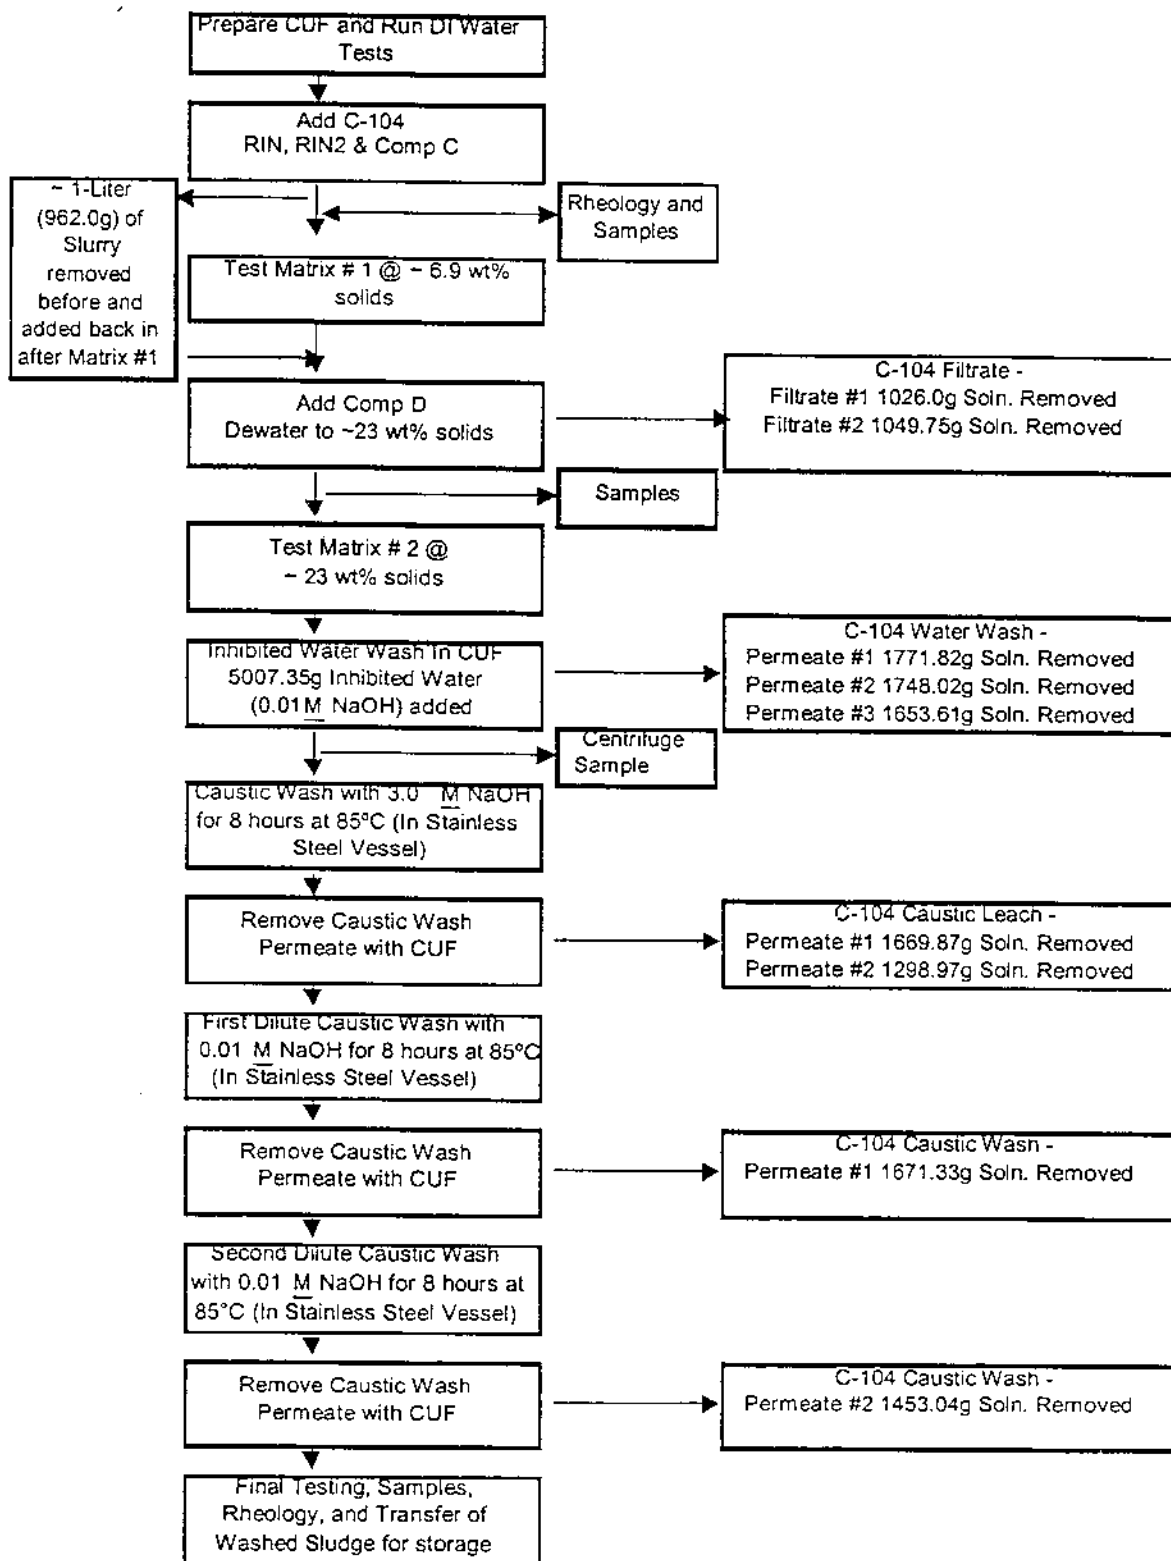 Prepare CUF and Run DI Water
Tests
Add C-104
RIN, RIN2 & Comp C
~ 1-Liter
(962.0g) of
Slurry
removed
before and
added back in
after Matrix #1
Rheology and
Samples
Test Matrix # 1 @ ~ 6.9 wt%
solids
Add Comp D
Dewater to ~23 wt% solids
C-104 Filtrate -
Filtrate #1 1026.0g Soln. Removed
Filtrate #2 1049.75g Soln. Removed
Samples
Test Matrix # 2 @
~ 23 wt% solids
Inhibited Water Wash in CUF
5007.35g Inhibited Water
(0.01 M NaOH) added
C-104 Water Wash -
Permeate #1 1771.82g Soln. Removed
Permeate #2 1748.02g Soln. Removed
Permeate #3 1653.61g Soln. Removed
Centrifuge
Sample
Caustic Wash with 3.0 M NaOH
for 8 hours at 85ºC (In Stainless
Steel Vessel)
Remove Caustic Wash
Permeate with CUF
C-104 Caustic Leach -
Permeate #1 1669.87g Soln. Removed
Permeate #2 1298.97g Soln. Removed
First Dilute Caustic Wash with
0.01 M NaOH for 8 hours at 85ºC
(In Stainless Steel Vessel)
Remove Caustic Wash
Permeate with CUF
C-104 Caustic Wash -
Permeate #1 1671.33g Soln. Removed
Second Dilute Caustic Wash
with 0.01 M NaOH for 8 hours at
85°C (In Stainless Steel Vessel)
Remove Caustic Wash
Permeate with CUF
C-104 Caustic Wash -
Permeate #2 1453.04g Soln. Removed
Final Testing, Samples,
Rheology, and Transfer of
Washed Sludge for storage